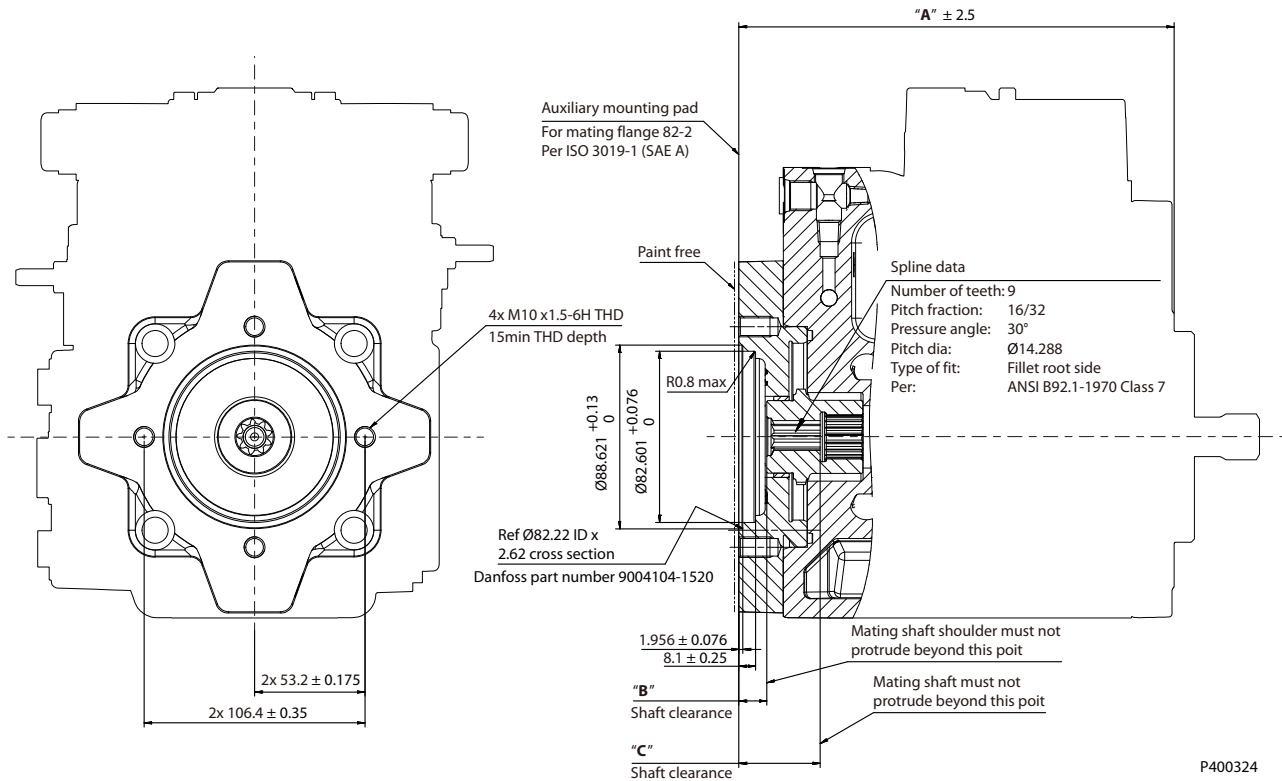 "A" ± 2.5
Auxiliary mounting pad
For mating flange 82-2
Per ISO 3019-1 (SAE A)
Paint free
Spline data
Number of teeth: 9
Pitch fraction: 16/32
Pressure angle: 30°
Pitch dia: Ø14.288
Type of fit: Fillet root side
Per: ANSI B92.1-1970 Class 7
4x M10 x1.5-6H THD
15min THD depth
R0.8 max
Ø88.621 +0.13 0
Ø82.601 +0.076 0
Ref Ø82.22 ID x
2.62 cross section
Danfoss part number 9004104-1520
1.956 ± 0.076
8.1 ± 0.25
Mating shaft shoulder must not
protrude beyond this poit
2x 53.2 ± 0.175
2x 106.4 ± 0.35
"B"
Shaft clearance
Mating shaft must not
protrude beyond this poit
"C"
Shaft clearance
P400324